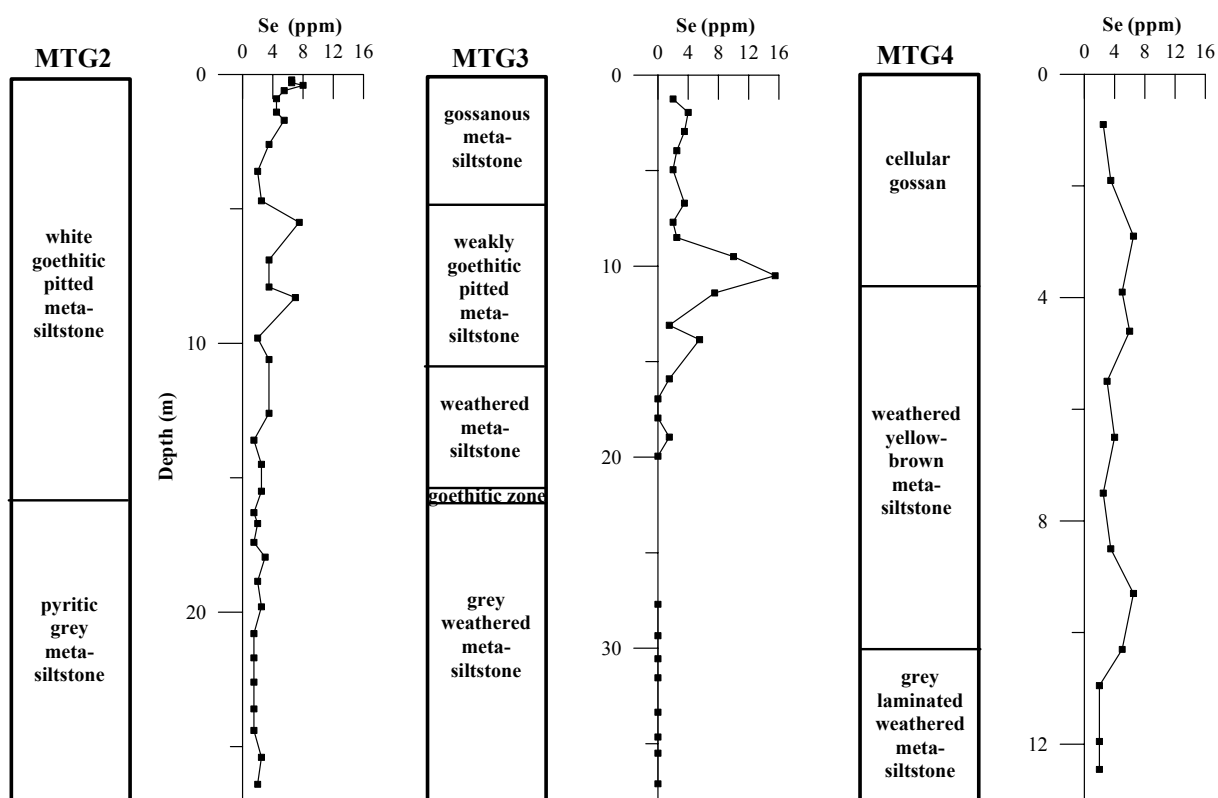 MTG2
white
goethitic
pitted
meta-
siltstone
pyritic
grey
meta-
siltstone
Se (ppm)
0 4 8 12 16
Depth (m)
0
10
20
MTG3
gossanous
meta-
siltstone
weakly
goethitic
pitted
meta-
siltstone
weathered
meta-
siltstone
goethitic zone
grey
weathered
meta-
siltstone
Se (ppm)
0 4 8 12 16
0
10
20
30
MTG4
cellular
gossan
weathered
yellow-
brown
meta-
siltstone
grey
laminated
weathered
meta-
siltstone
Se (ppm)
0 4 8 12 16
0
4
8
12